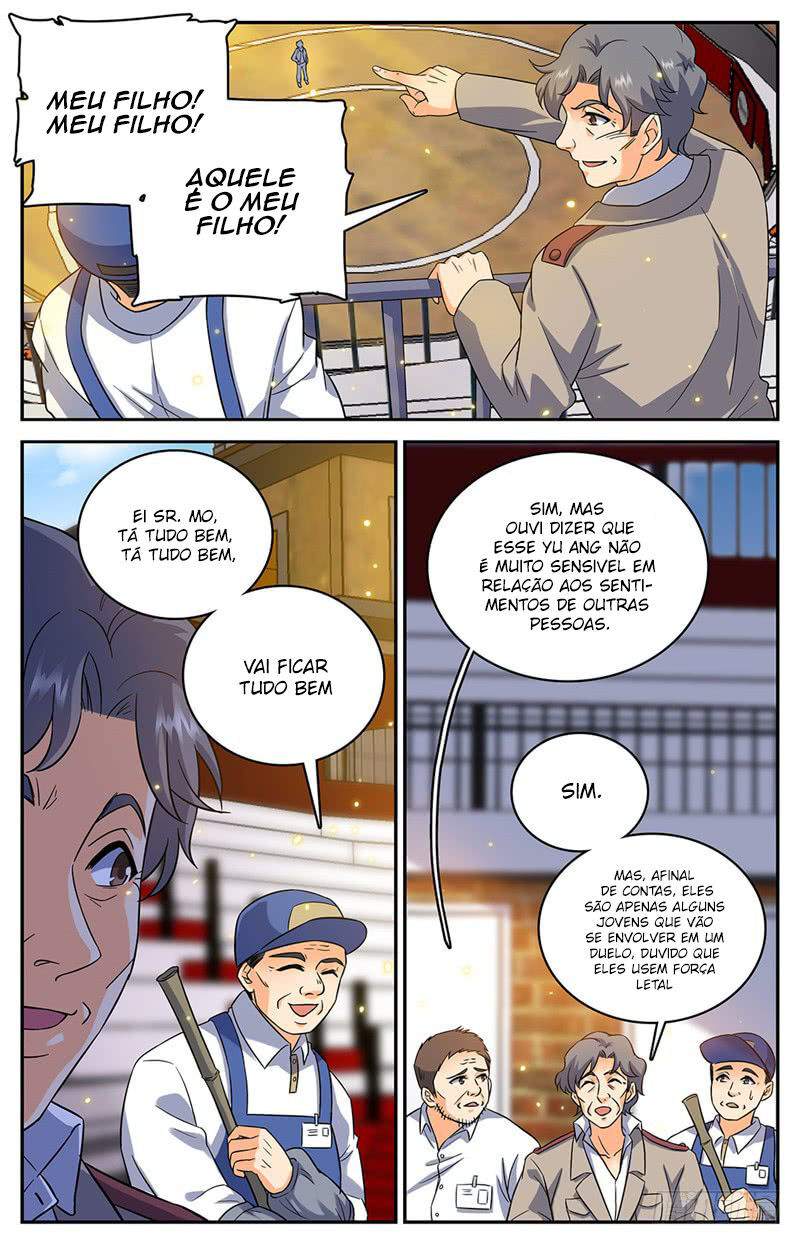 MEU FILHO!
MEU FILHO!
AQUELE
É O MEU
FILHO!
EI SR. MO,
TÁ TUDO BEM,
TÁ TUDO BEM,
VAI FICAR
TUDO BEM
SIM, MAS
OUVI DIZER QUE
ESSE YU ANG NÃO
É MUITO SENSIVEL EM
RELAÇÃO AOS SENTI-
MENTOS DE OUTRAS
PESSOAS.
SIM.
MAS, AFINAL
DE CONTAS, ELES
SÃO APENAS ALGUNS
JOVENS QUE VÃO
SE ENVOLVER EM UM
DUELO, DUVIDO QUE
ELES USEM FORÇA
LETAL